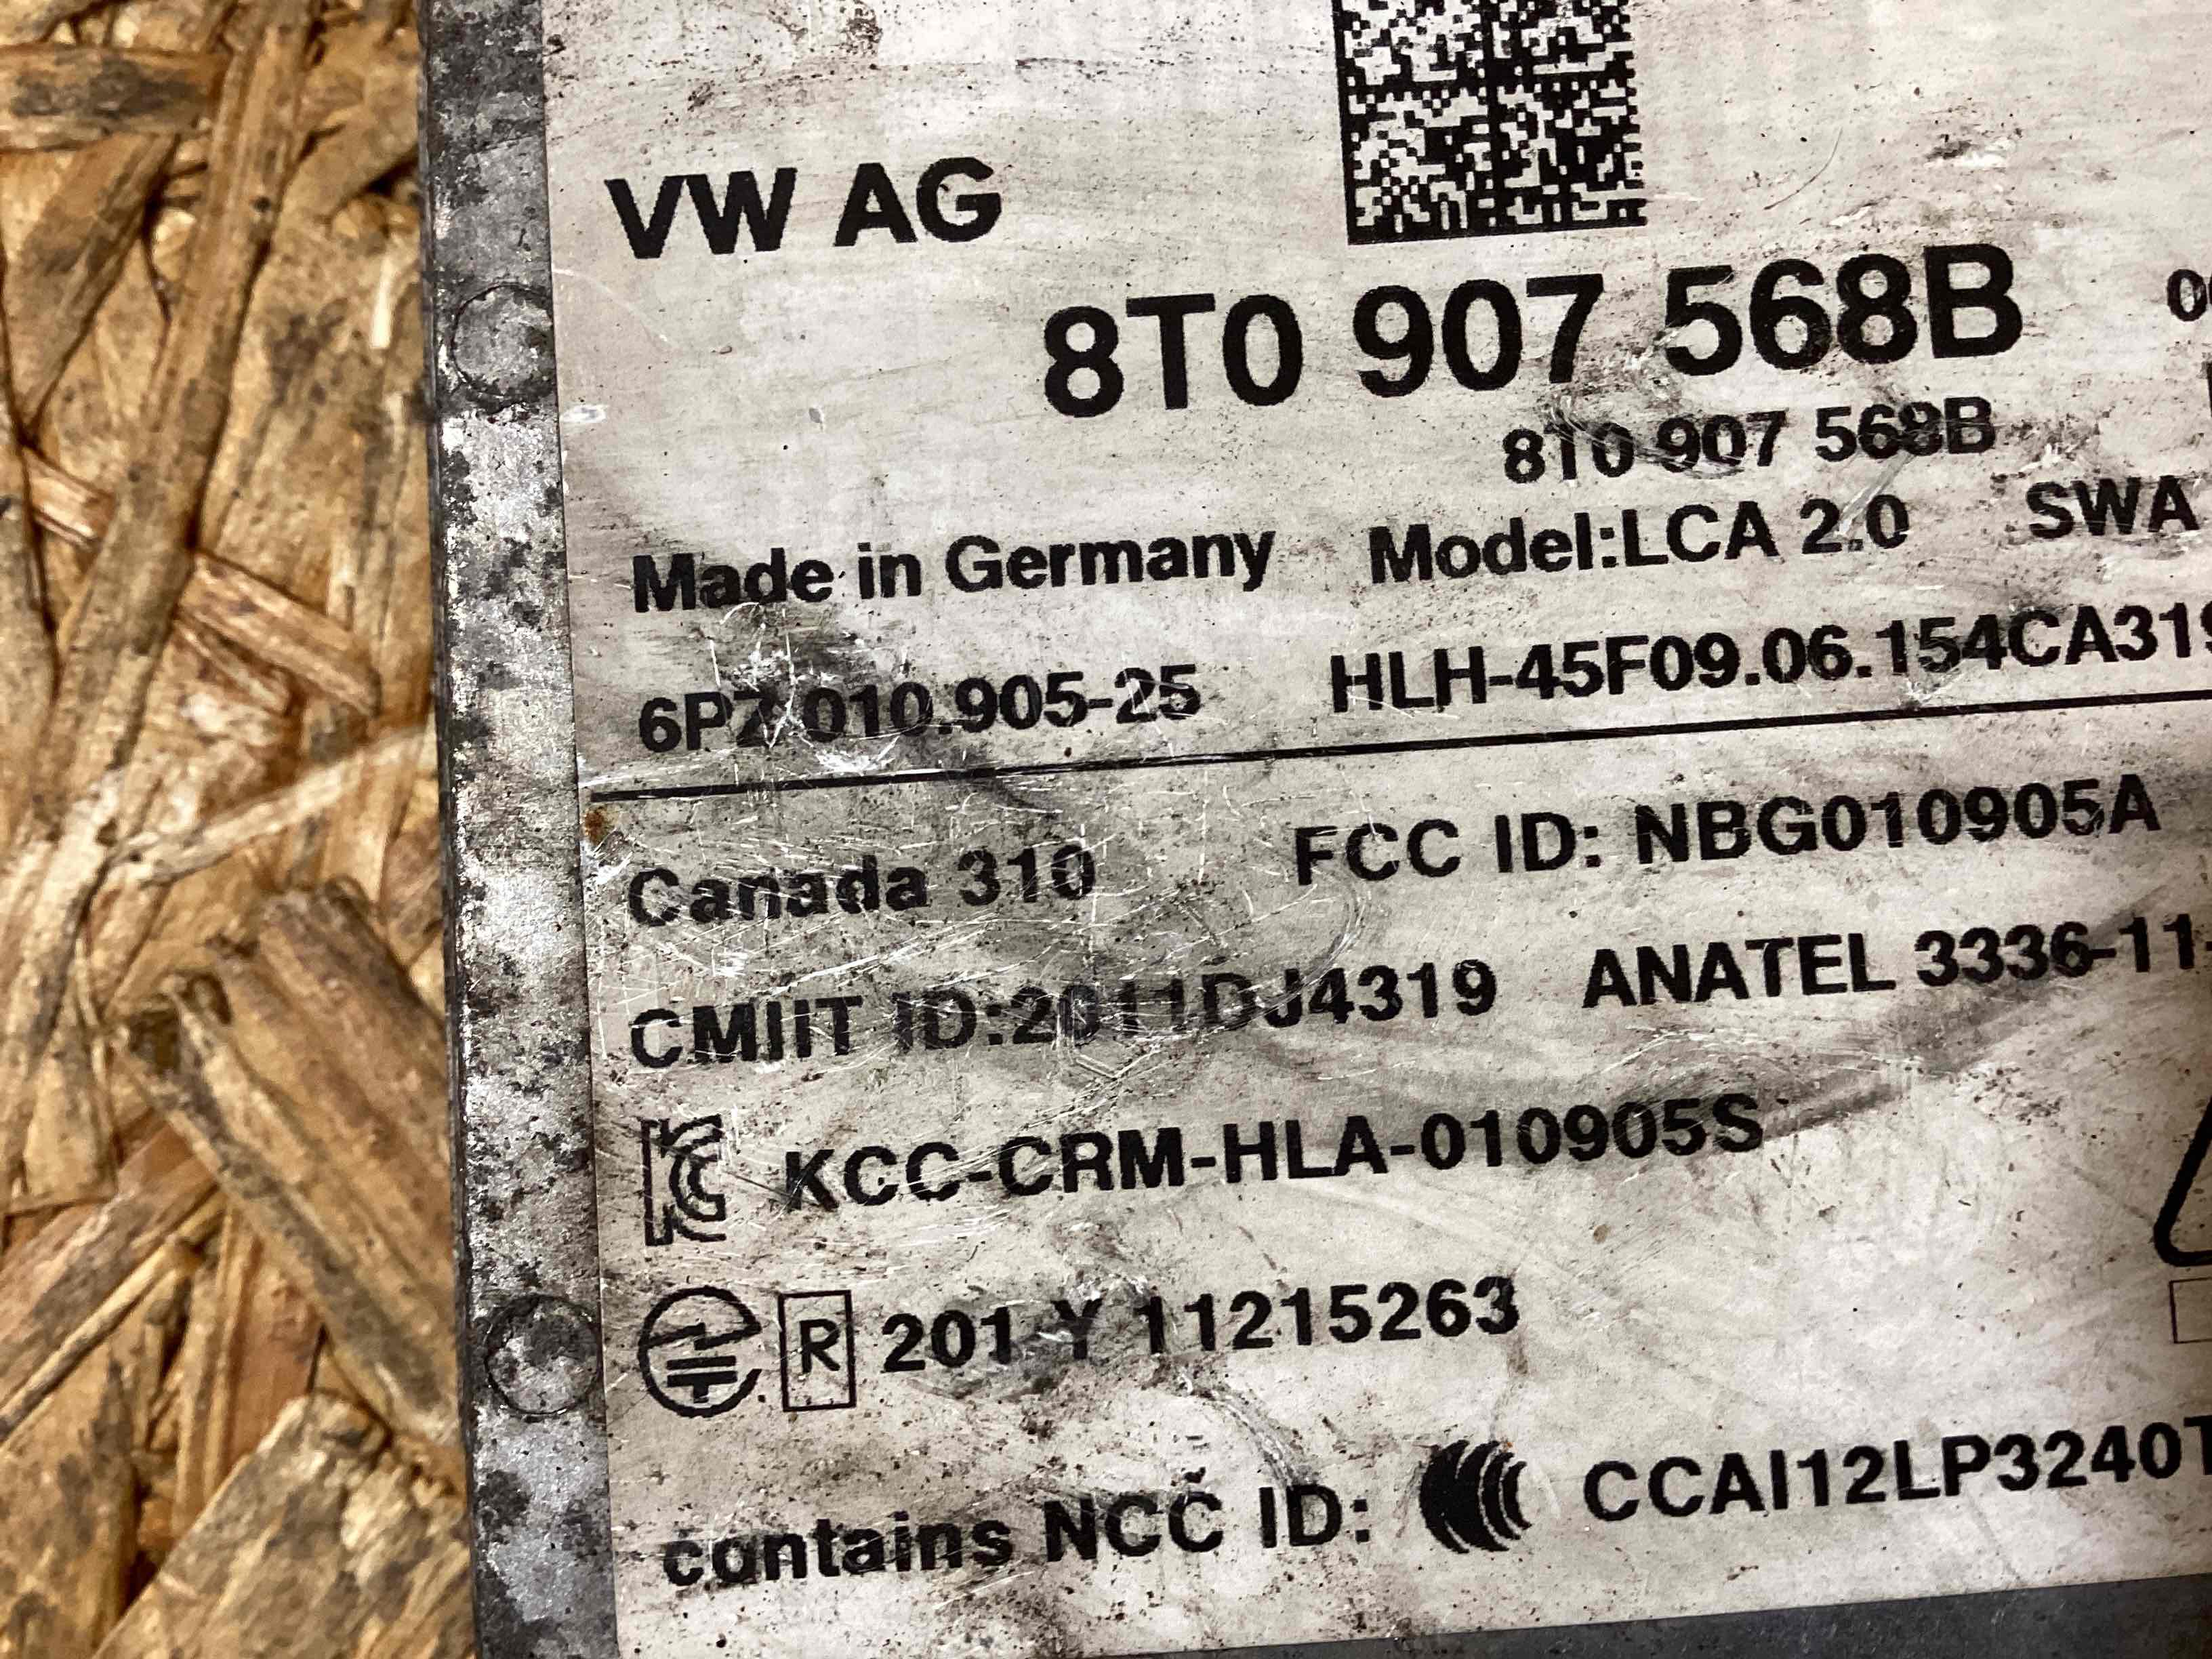 VW AG
8T0 907 568B
8T0 907 568B
Made in Germany Model:LCA 2.0 SWA
6PZ 010.905-25 HLH-45F09.06.154CA319
Canada 310 FCC ID: NBG010905A
CMIIT ID:2011DJ4319 ANATEL 3336-11
KCC-CRM-HLA-010905S
R 201 Y 11215263
contains NCC ID: CCAI12LP3240T